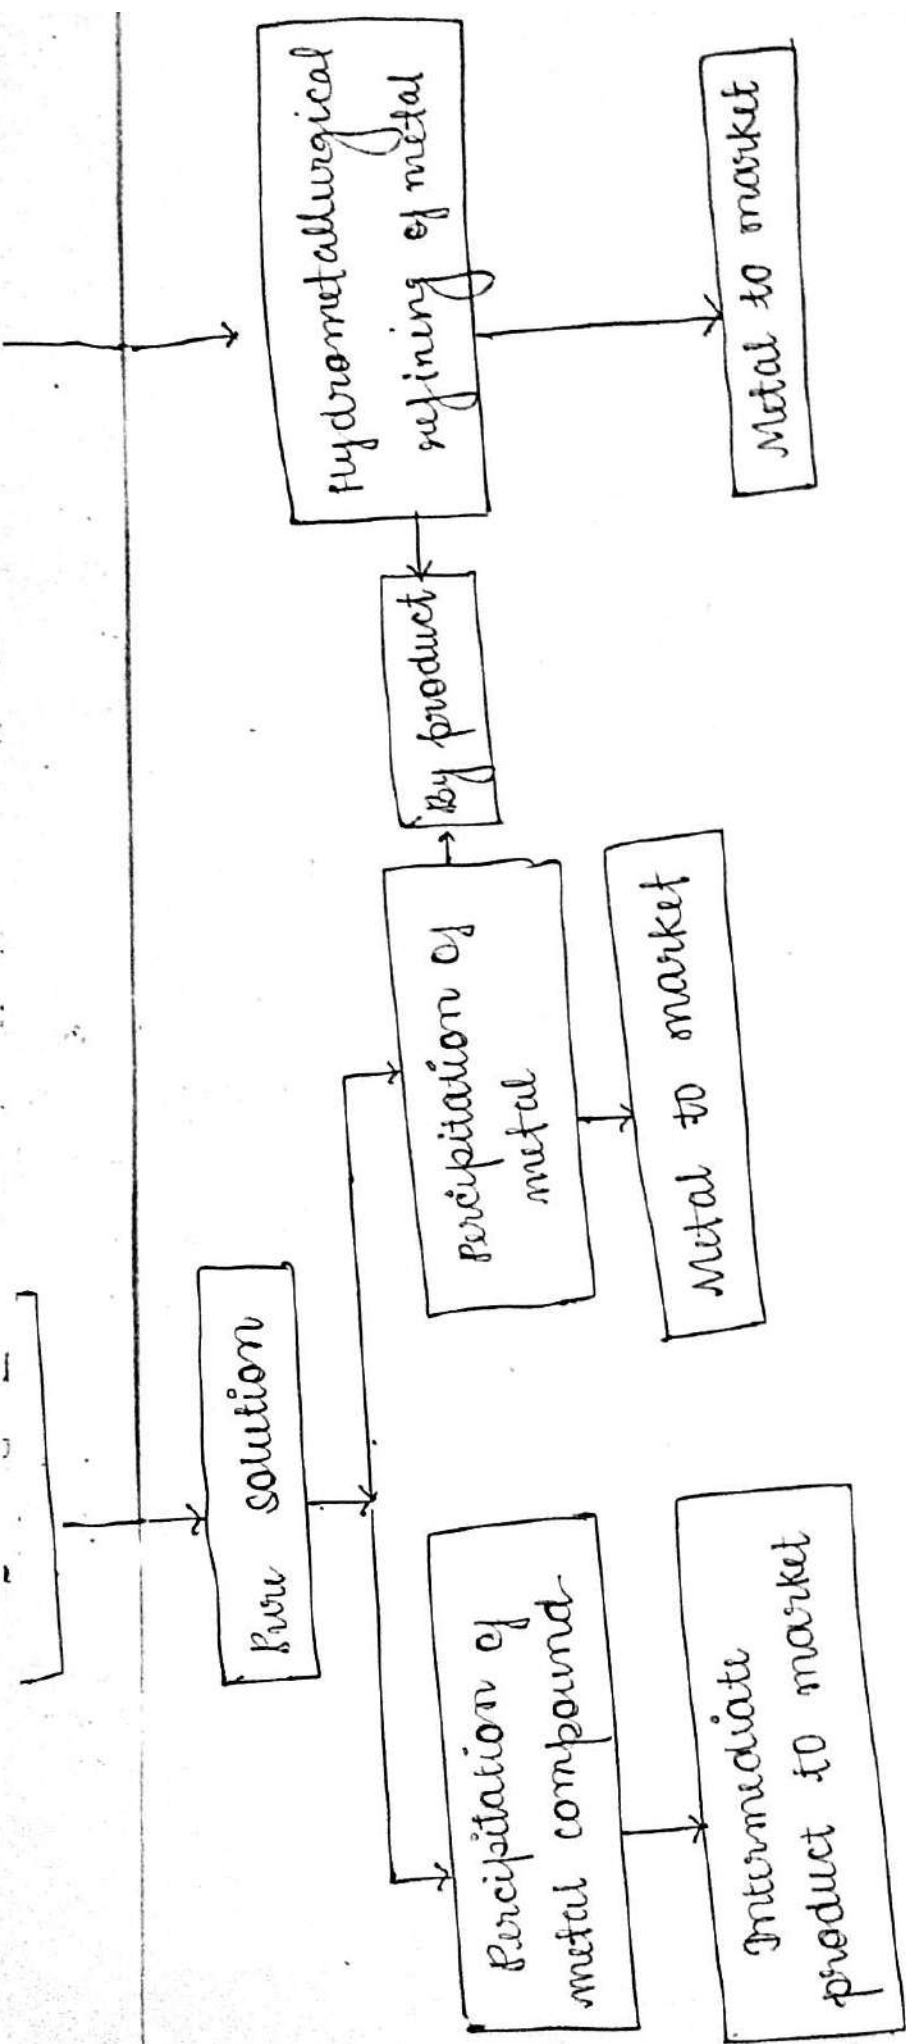 Pure solution
Percipitation of
metal compound
Intermediate
product to market
Percipitation of
metal
Metal to market
By product
Hydrometallurgical
refining of metal
Metal to market